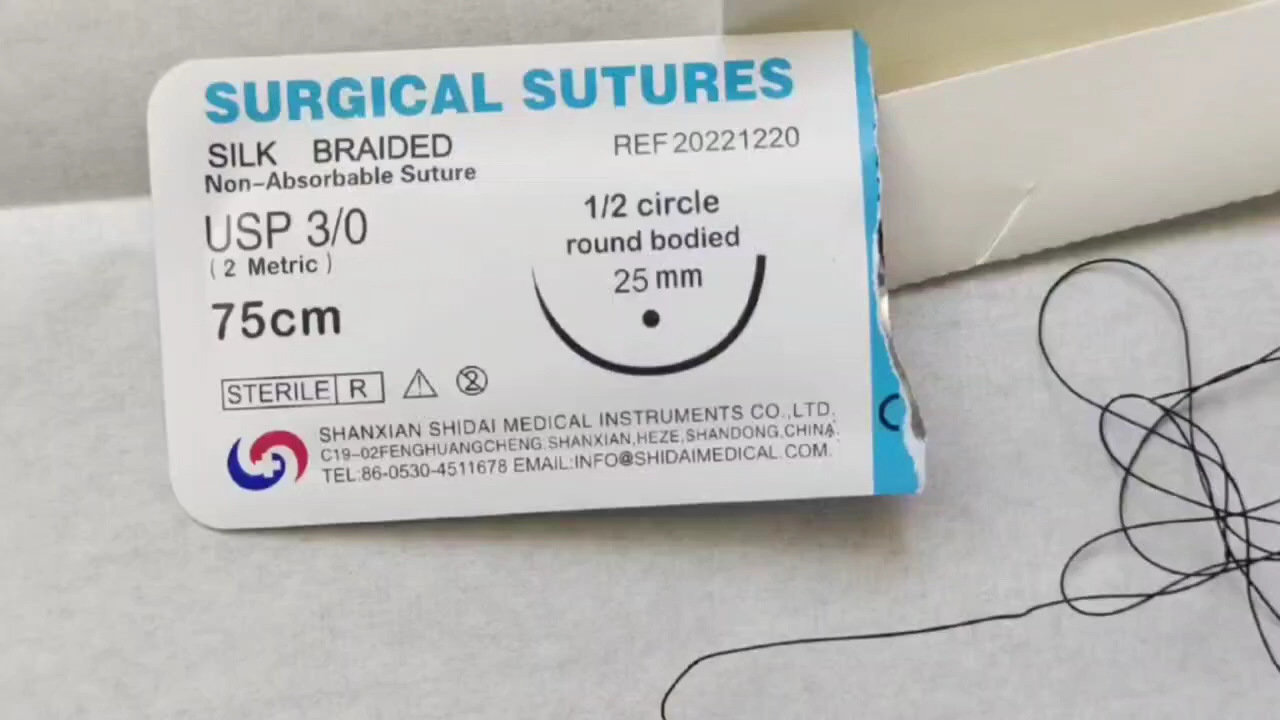 SURGICAL SUTURES
SILK BRAIDED
REF 20221220
Non-Absorbable Suture
USP 3/0
( 2 Metric )
75cm
1/2 circle
round bodied
25 mm
STERILE R
2
SHANXIAN SHIDAI MEDICAL INSTRUMENTS CO.,LTD.
C19-02FENGHUANGCHENG.SHANXIAN,HEZE,SHANDONG,CHINA.
TEL:86-0530-4511678 EMAIL:INFO@SHIDAIMEDICAL.COM.